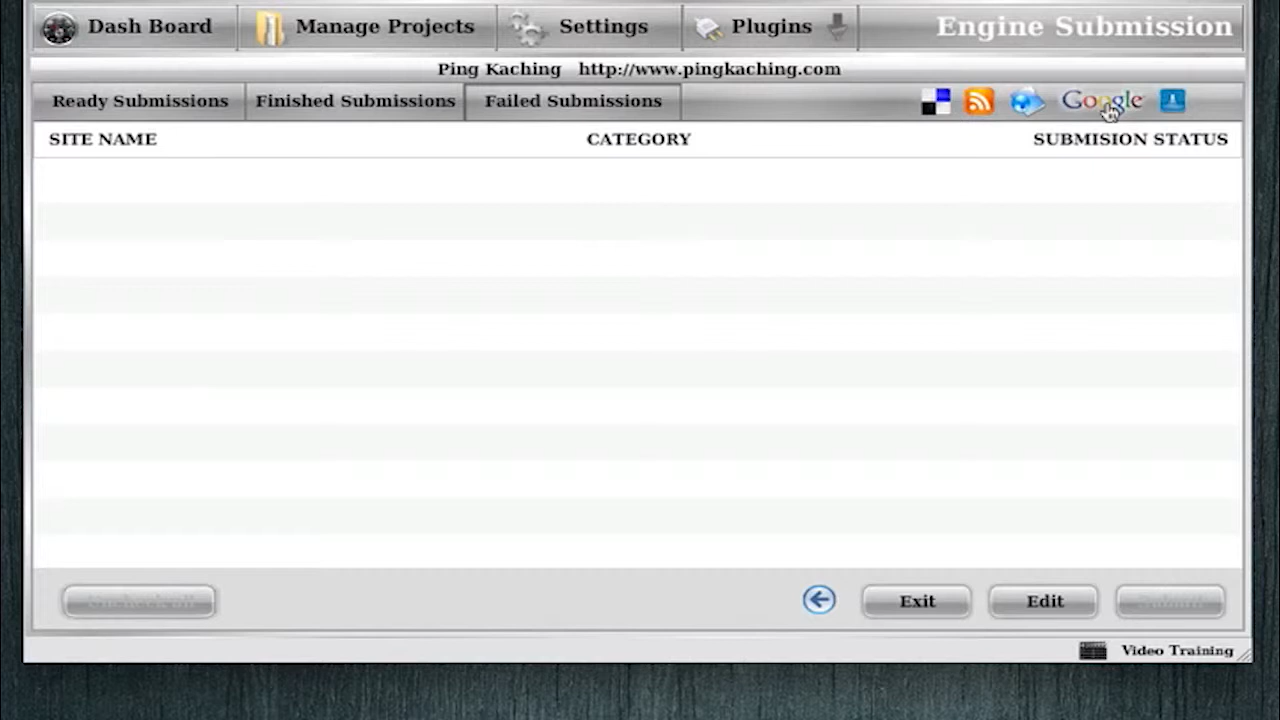 Dash Board Manage Projects Settings Plugins Engine Submission
Ping Kaching http://www.pingkaching.com
Ready Submissions Finished Submissions Failed Submissions Google
SITE NAME CATEGORY SUBMISION STATUS
Exit Edit
Video Training